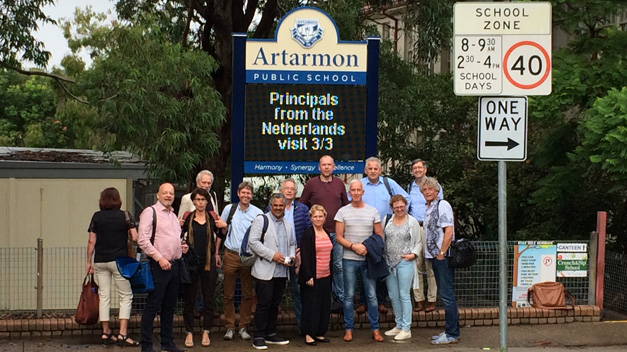 Artarmon
PUBLIC SCHOOL
Principals
from the
Netherlands
visit 3/3
Harmony · Synergy · Excellence
SCHOOL
ZONE
8 - 9 30 AM
2 30 - 4 PM
SCHOOL
DAYS
40
ONE
WAY
CANTEEN